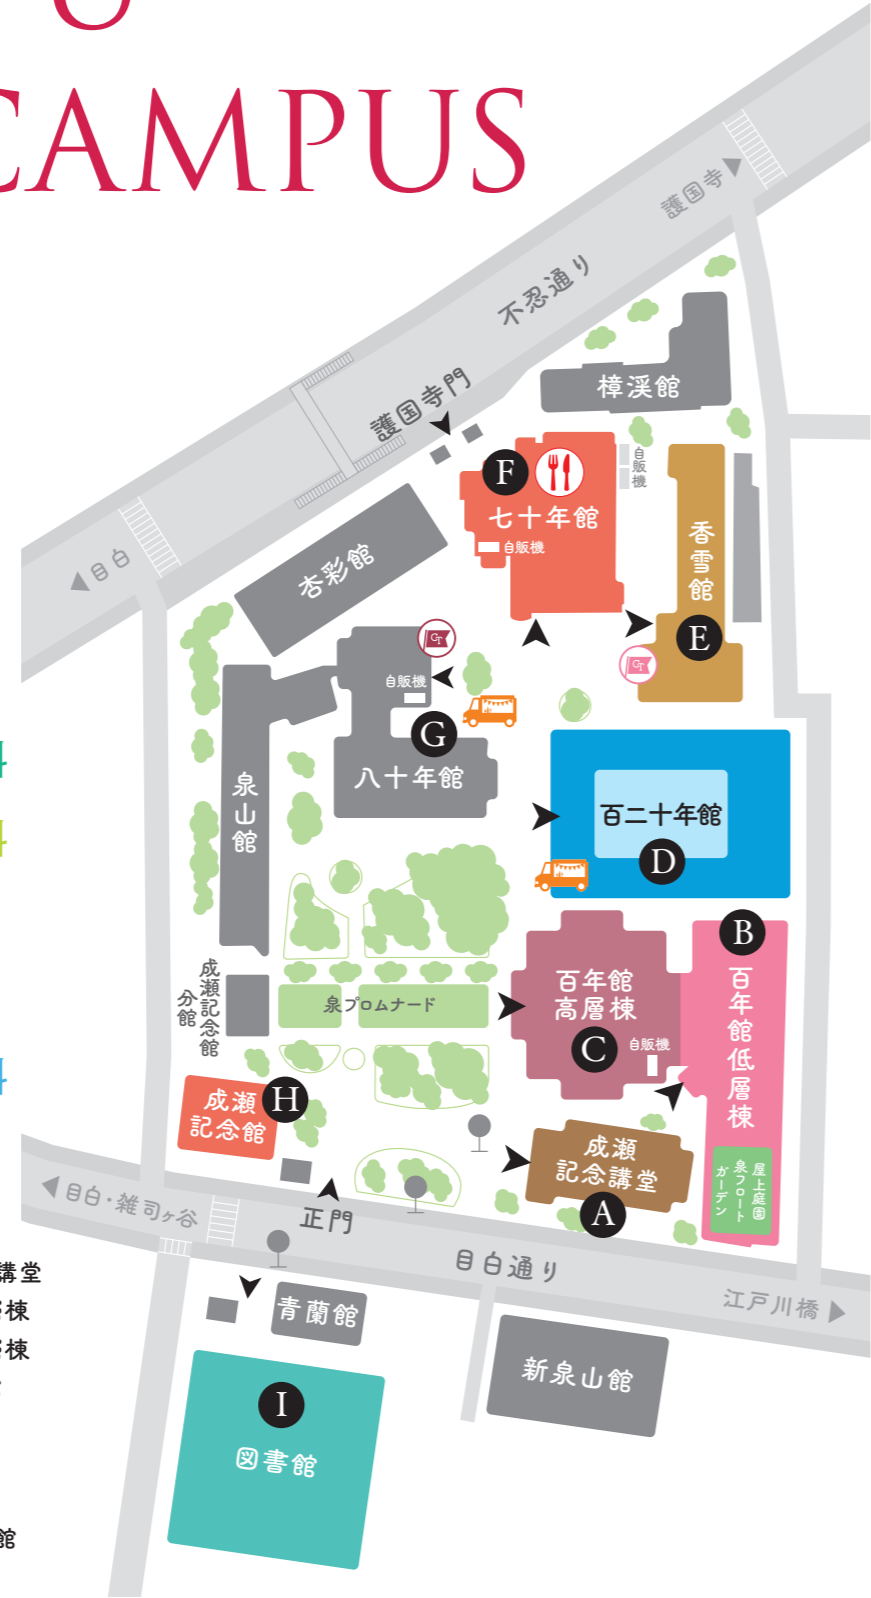 CAMPUS
護国寺
不忍通り
護国寺門
樟溪館
自販機
F
七十年館
自販機
香雪館
E
目白
杏彩館
自販機
G
八十年館
泉山館
百二十年館
D
B
百年館低層棟
百年館
高層棟
C
自販機
成瀬記念館
分館
泉プロムナード
H
成瀬
記念館
成瀬
記念講堂
A
屋上庭園
泉フロート
ガーデン
目白・雑司ヶ谷
正門
目白通り
江戸川橋
青蘭館
新泉山館
I
図書館
講堂
棟
棟
館